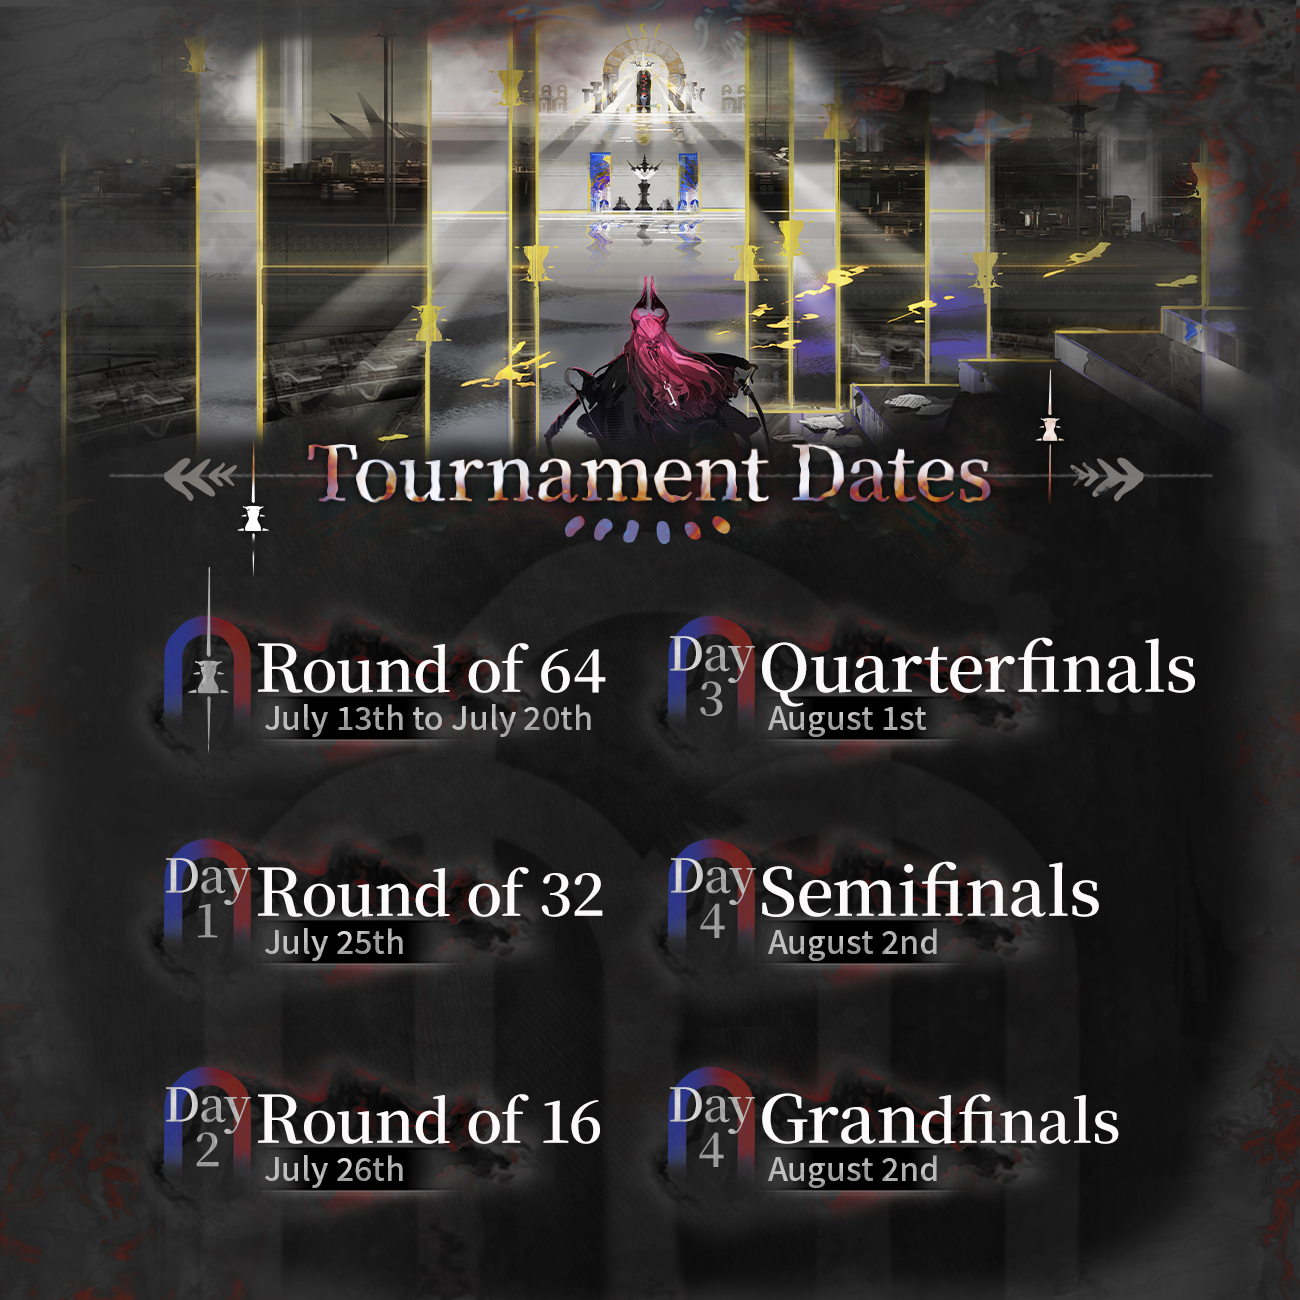 Tournament Dates
Round of 64
July 13th to July 20th
Day
1
Round of 32
July 25th
Day
2
Round of 16
July 26th
Day
3
Quarterfinals
August 1st
Day
4
Semifinals
August 2nd
Day
4
Grandfinals
August 2nd